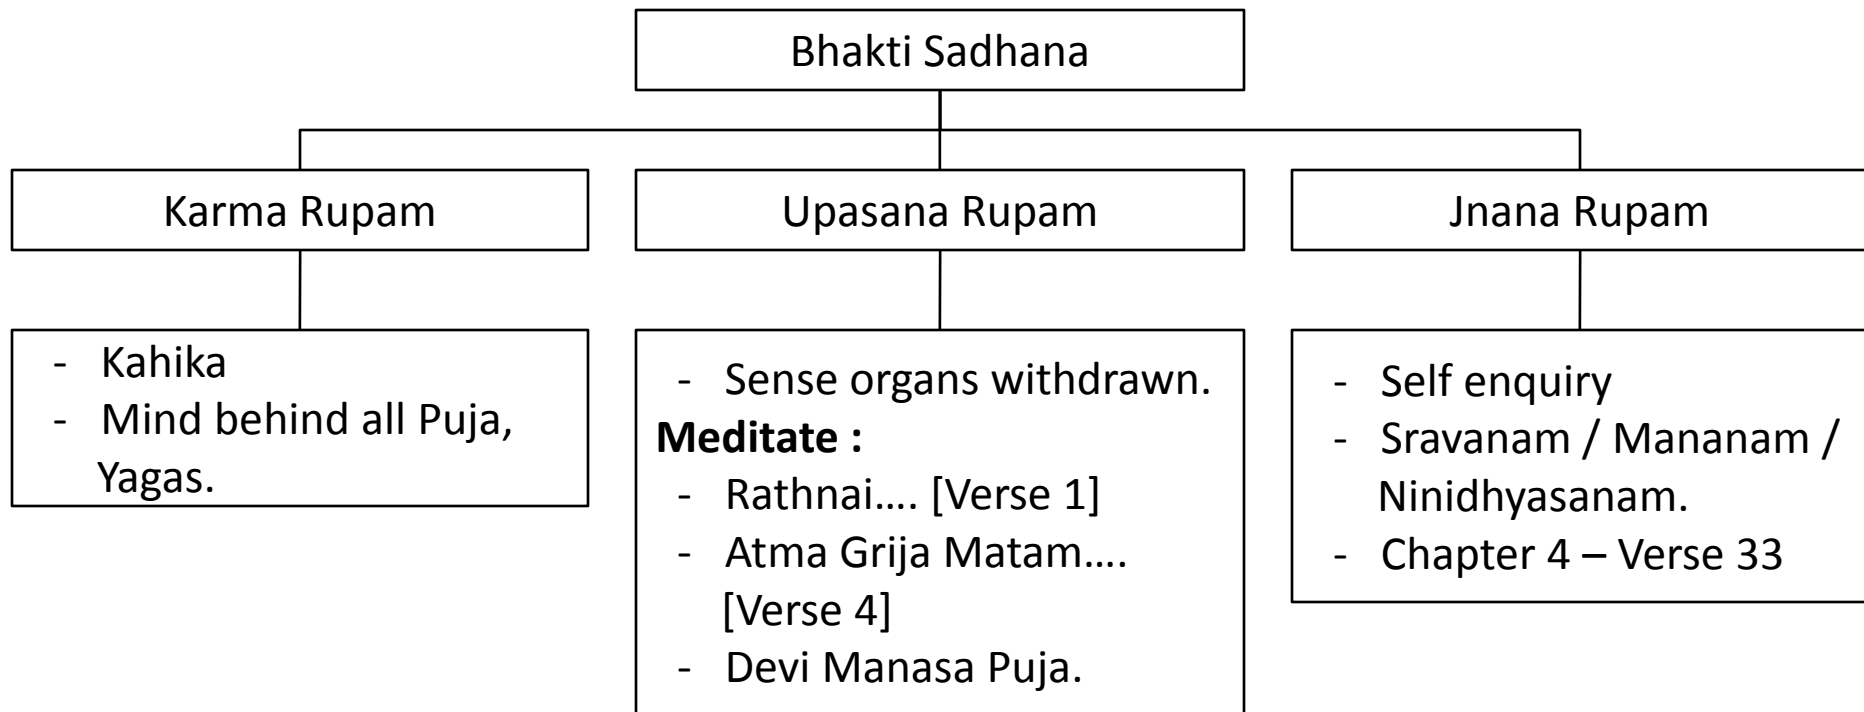 Bhakti Sadhana
Karma Rupam
Upasana Rupam
Jnana Rupam
- Kahika
- Mind behind all Puja,
Yagas.
- Sense organs withdrawn.
Meditate :
- Rathnai.... [Verse 1]
- Atma Grija Matam....
[Verse 4]
- Devi Manasa Puja.
- Self enquiry
- Sravanam / Mananam /
Ninidhyasanam.
- Chapter 4 – Verse 33